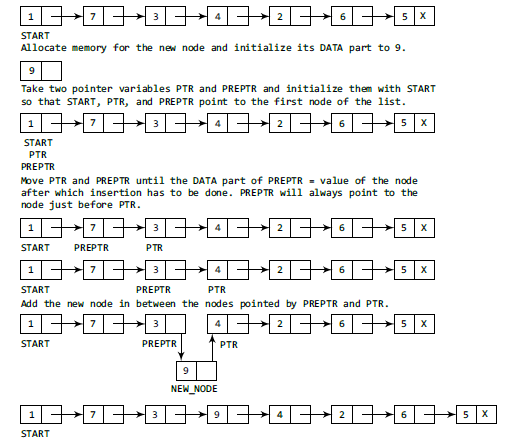 1 7 3 4 2 6 5 X
START
Allocate memory for the new node and initialize its DATA part to 9.
9
Take two pointer variables PTR and PREPTR and initialize them with START
so that START, PTR, and PREPTR point to the first node of the list.
1 7 3 4 2 6 5 X
START
PTR
PREPTR
Move PTR and PREPTR until the DATA part of PREPTR = value of the node
after which insertion has to be done. PREPTR will always point to the
node just before PTR.
1 7 3 4 2 6 5 X
START PREPTR PTR
1 7 3 4 2 6 5 X
START PREPTR PTR
Add the new node in between the nodes pointed by PREPTR and PTR.
1 7 3 4 2 6 5 X
START PREPTR PTR
9
NEW_NODE
1 7 3 9 4 2 6 5 X
START